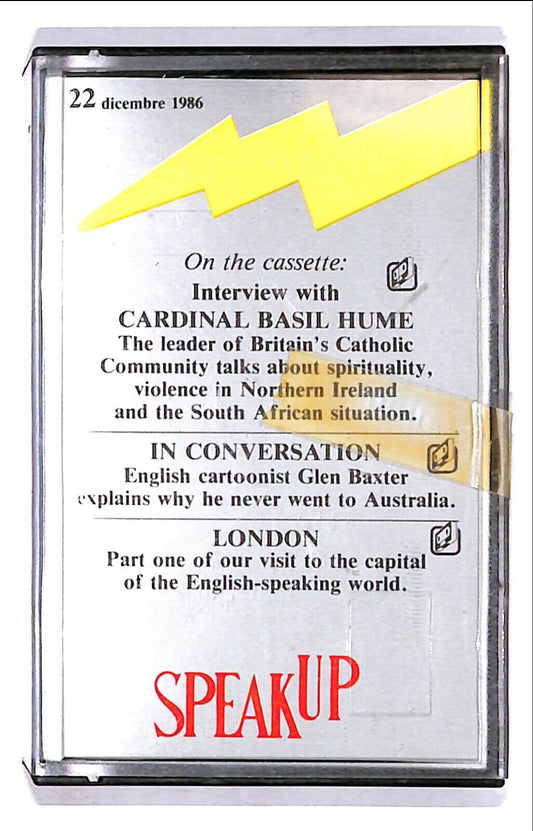 22 dicembre 1986
On the cassette:
Interview with
CARDINAL BASIL HUME
The leader of Britain's Catholic
Community talks about spirituality,
violence in Northern Ireland
and the South African situation.
IN CONVERSATION
English cartoonist Glen Baxter
explains why he never went to Australia.
LONDON
Part one of our visit to the capital
of the English-speaking world.
SPEAK UP